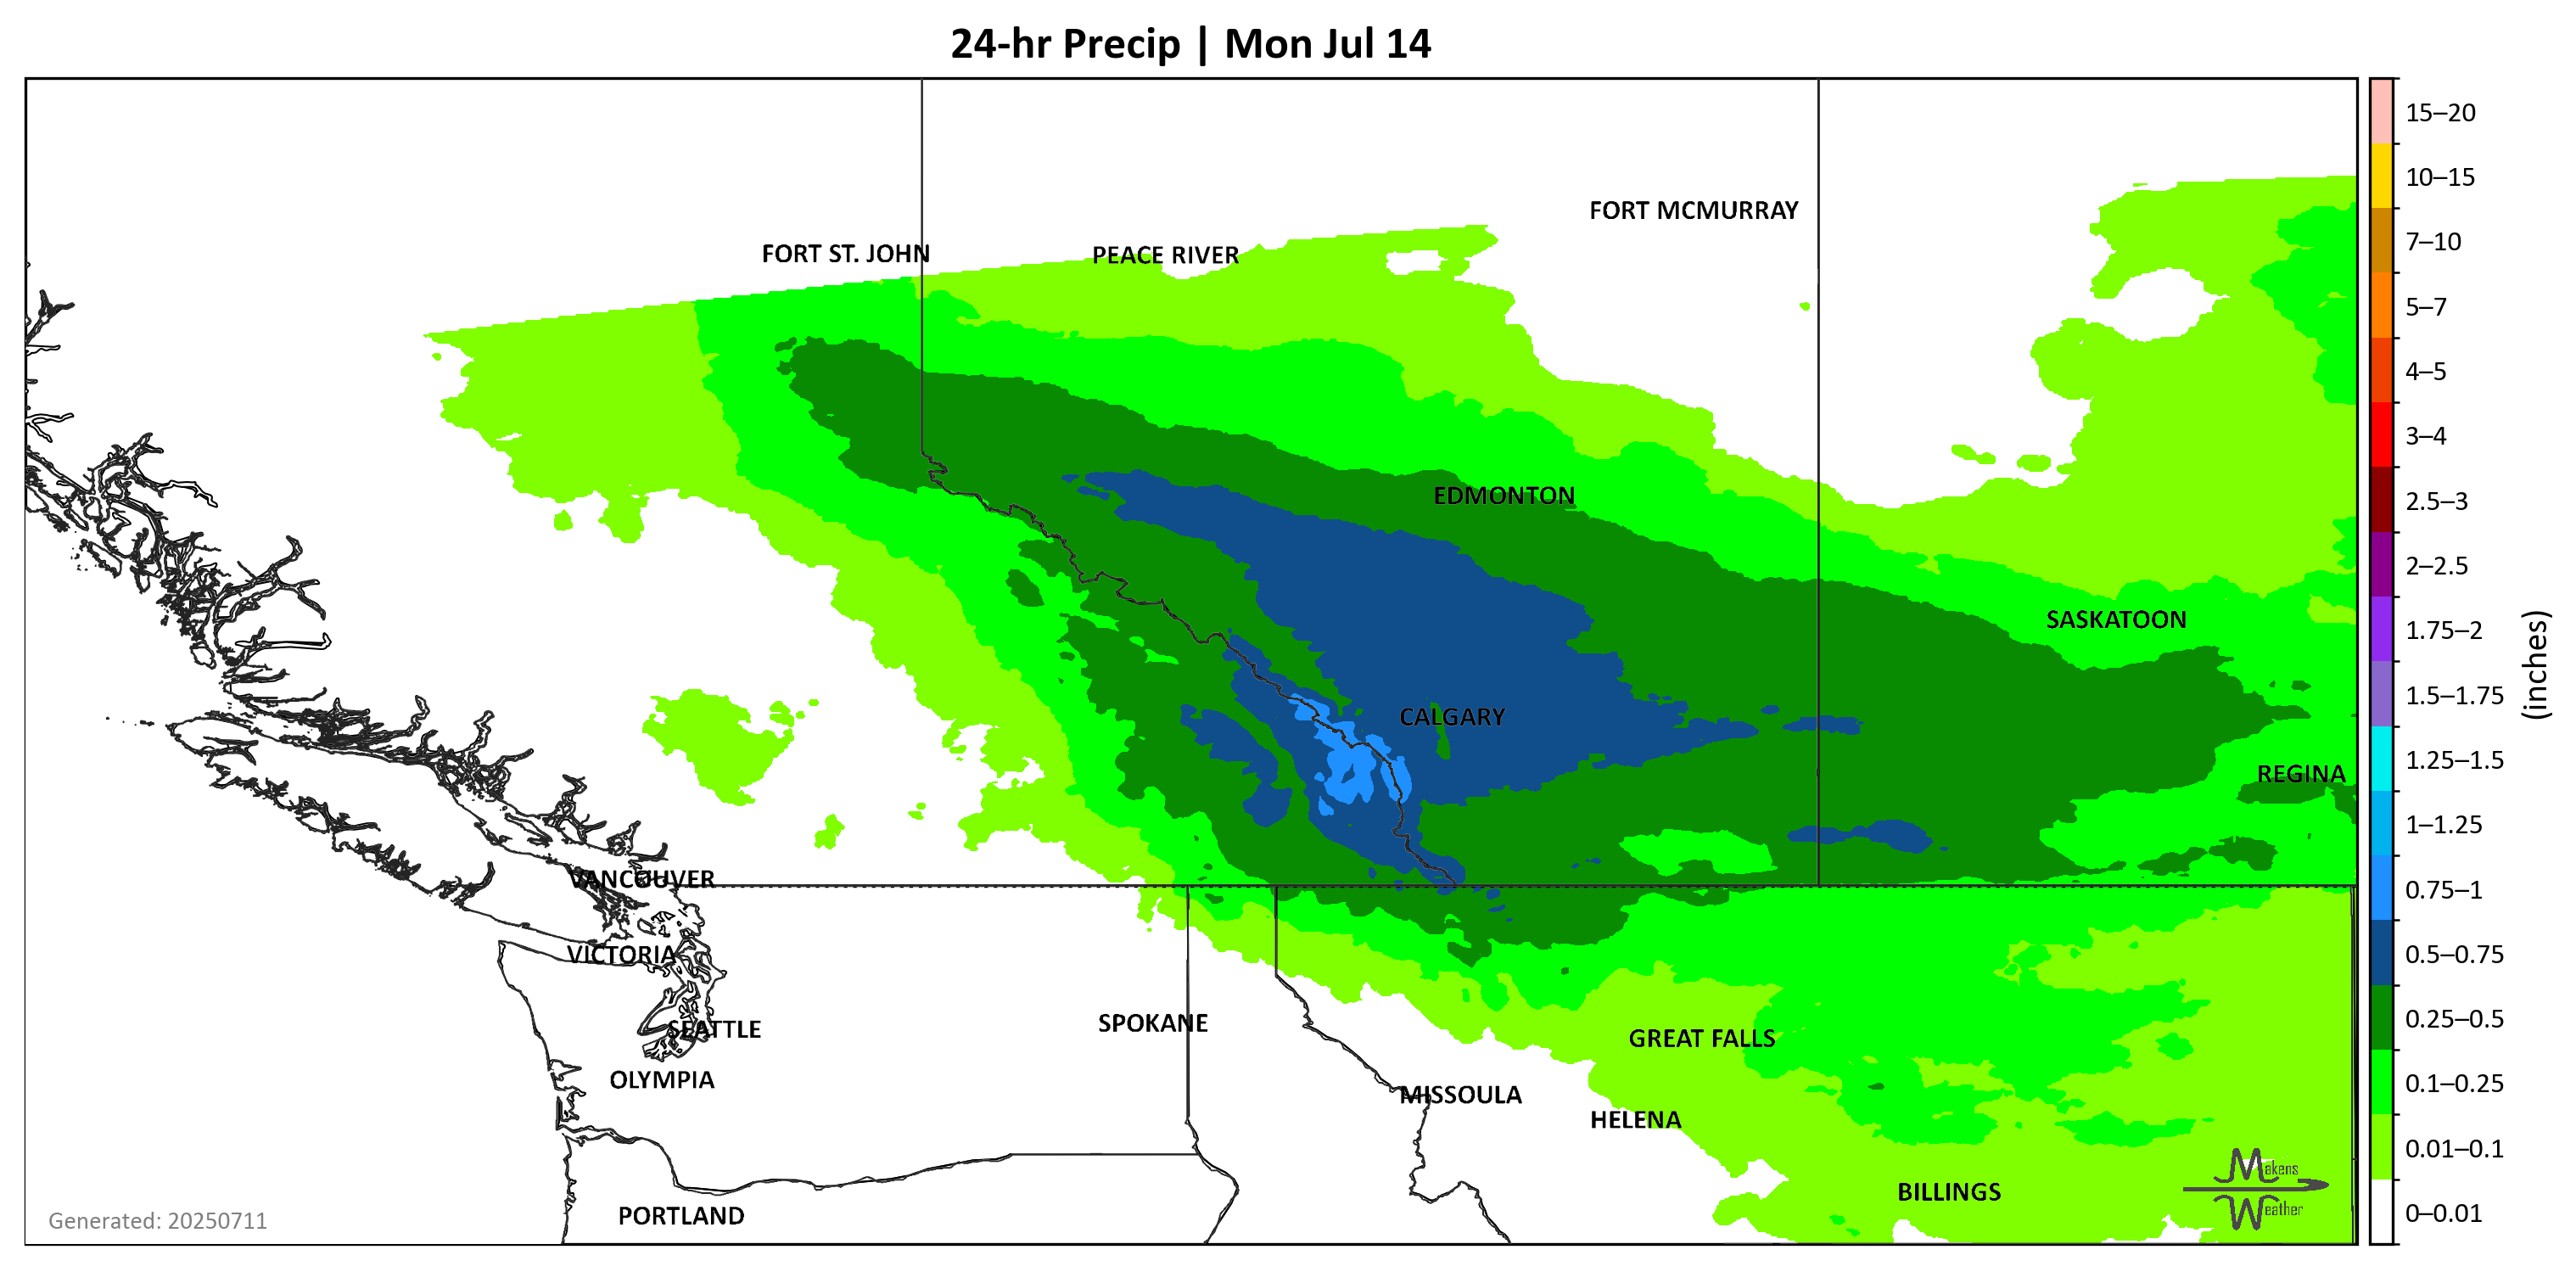 24-hr Precip | Mon Jul 14
FORT MCMURRAY
FORT ST. JOHN
PEACE RIVER
EDMONTON
SASKATOON
CALGARY
REGINA
VANCOUVER
VICTORIA
SPOKANE
SEATTLE
GREAT FALLS
OLYMPIA
MISSOULA
HELENA
BILLINGS
PORTLAND
Makens
Weather
Generated: 20250711
15–20
10–15
7–10
5–7
4–5
3–4
2.5–3
2–2.5
1.75–2
1.5–1.75
1.25–1.5
1–1.25
0.75–1
0.5–0.75
0.25–0.5
0.1–0.25
0.01–0.1
0–0.01
(inches)